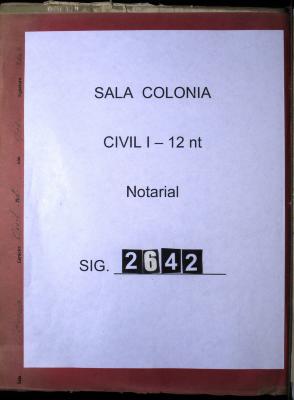 SALA COLONIA
CIVIL I – 12 nt
Notarial
SIG. 2642